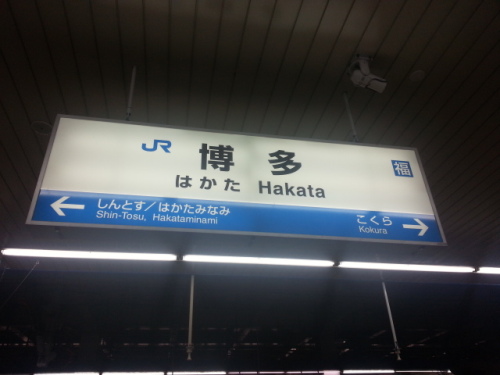 JR 博多 福
はかた Hakata
しんとす/はかたみなみ こくら
Shin-Tosu, Hakataminami Kokura